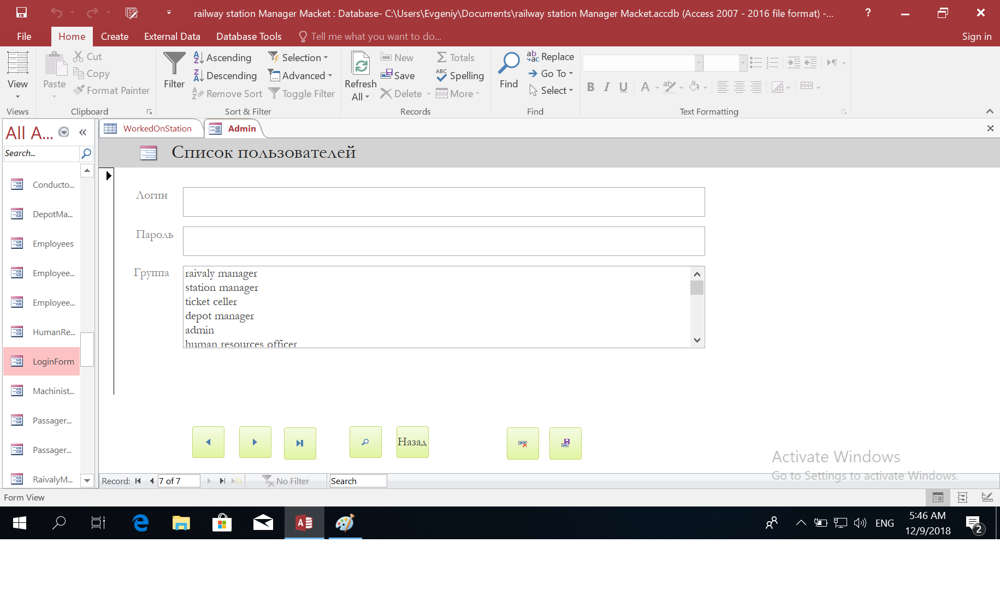 railway station Manager Macket : Database- C:\Users\Evgeniy\Documents\railway station Manager Macket.accdb (Access 2007 - 2016 file format) -...
?
File
Home
Create
External Data
Database Tools
Tell me what you want to do...
Sign in
View
Views
Paste
Cut
Copy
Format Painter
Clipboard
Filter
Ascending
Descending
Remove Sort
Selection
Advanced
Toggle Filter
Sort & Filter
Refresh
All
New
Save
Delete
Totals
Spelling
More
Records
Find
Replace
Go To
Select
Find
B I U A
Text Formatting
All A...
Search...
WorkedOnStation
Admin
Conducto...
DepotMa...
Employees
Employee...
Employee...
HumanRe...
LoginForm
Machinist...
Passager...
Passager...
RaivalyM...
Список пользователей
Логин
Пароль
Группа
raivaly manager
station manager
ticket celler
depot manager
admin
human resources officer
Назад
Activate Windows
Go to Settings to activate Windows.
Record:
7 of 7
No Filter
Search
Form View
ENG
5:46 AM
12/9/2018
2